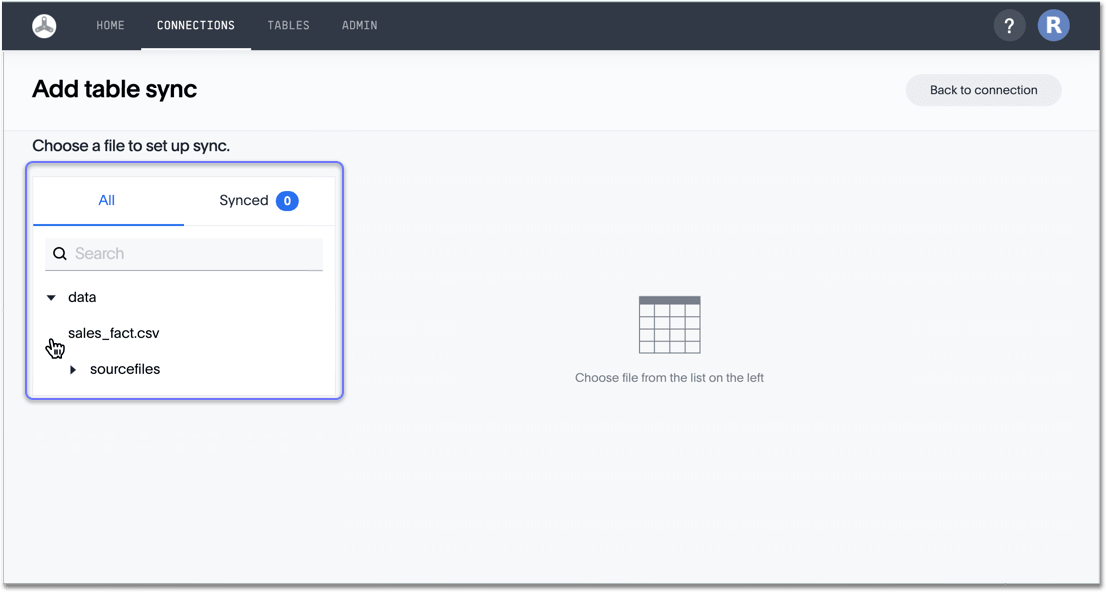 HOME CONNECTIONS TABLES ADMIN ? R
Add table sync
Back to connection
Choose a file to set up sync.
All Synced 0
Search
data
sales_fact.csv
sourcefiles
Choose file from the list on the left